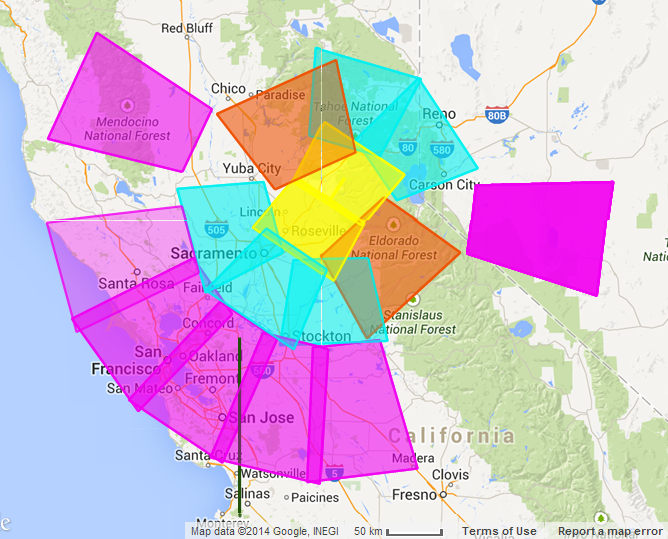 Red Bluff
Chico
Paradise
80B
Mendocino
National Forest
Tahoe National
Forest
Reno
80
580
Yuba City
Carson City
Lincoln
505
Roseville
Eldorado
National Forest
Sacramento
Santa Rosa
Fairfield
Stanislaus
National Forest
Concord
Stockton
San
Francisco
Oakland
San Mateo
Fremont
San Jose
California
Santa Cruz
Madera
Watsonville
5
Clovis
Salinas
Paicines
Fresno
Monterey
Map data ©2014 Google, INEGI
50 km
Terms of Use
Report a map error